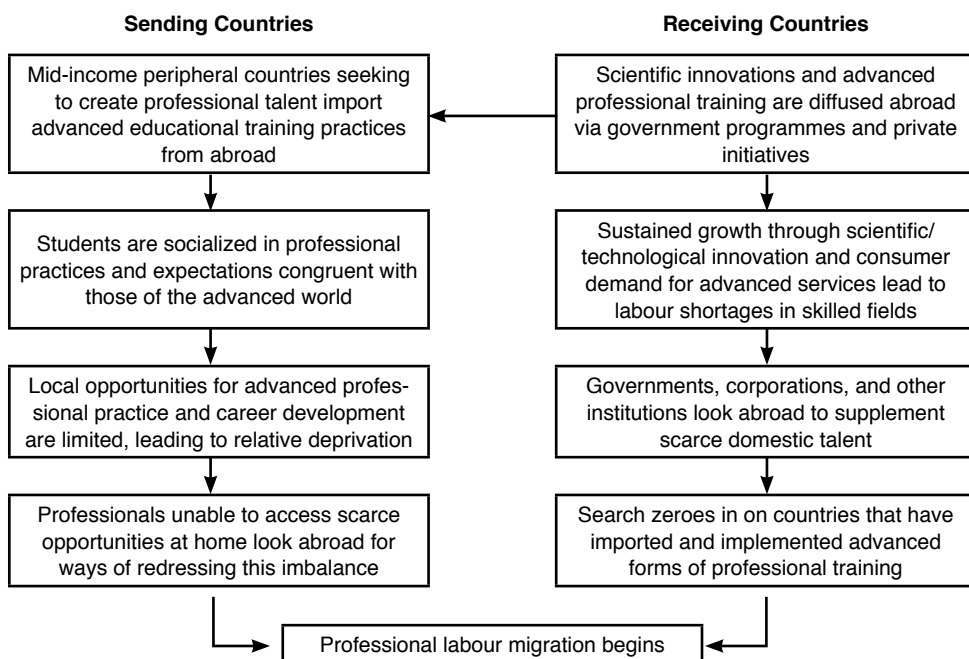 Sending Countries
Mid-income peripheral countries seeking
to create professional talent import
advanced educational training practices
from abroad
Students are socialized in professional
practices and expectations congruent with
those of the advanced world
Local opportunities for advanced profes-
sional practice and career development
are limited, leading to relative deprivation
Professionals unable to access scarce
opportunities at home look abroad for
ways of redressing this imbalance
Receiving Countries
Scientific innovations and advanced
professional training are diffused abroad
via government programmes and private
initiatives
Sustained growth through scientific/
technological innovation and consumer
demand for advanced services lead to
labour shortages in skilled fields
Governments, corporations, and other
institutions look abroad to supplement
scarce domestic talent
Search zeroes in on countries that have
imported and implemented advanced
forms of professional training
Professional labour migration begins